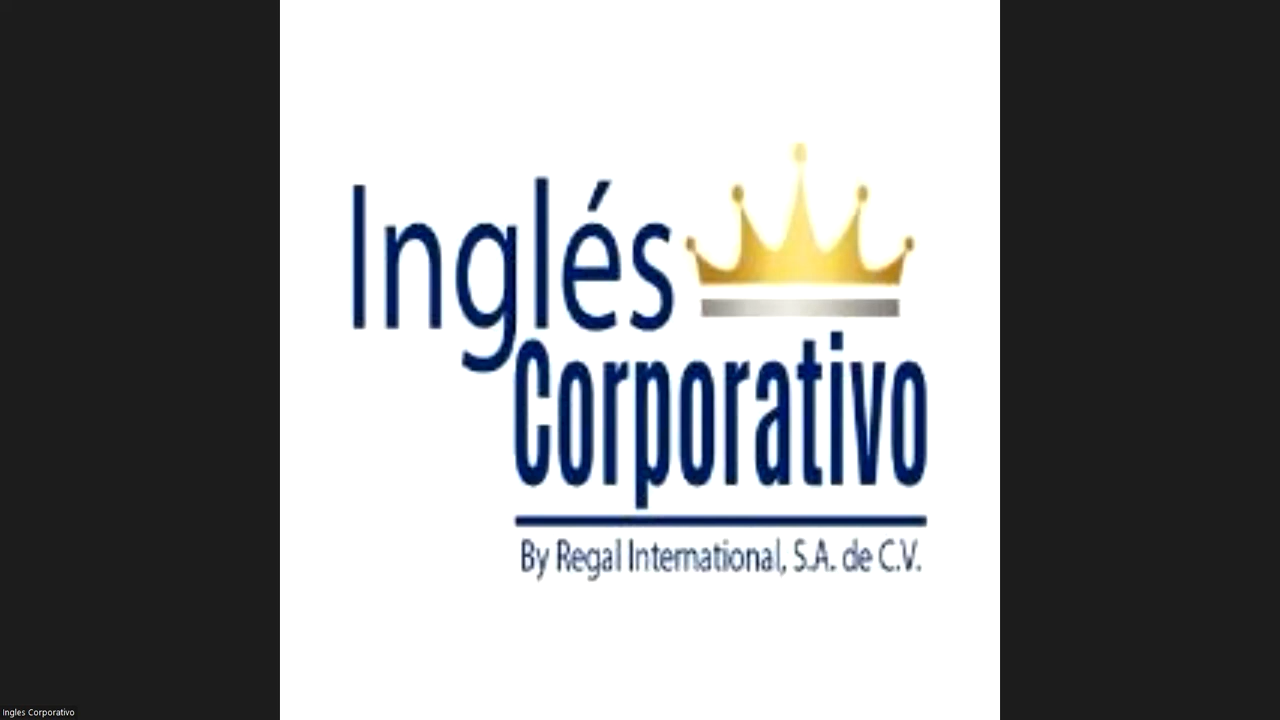 Inglés
Corporativo
By Regal International, S.A. de C.V.
Ingles Corporativo